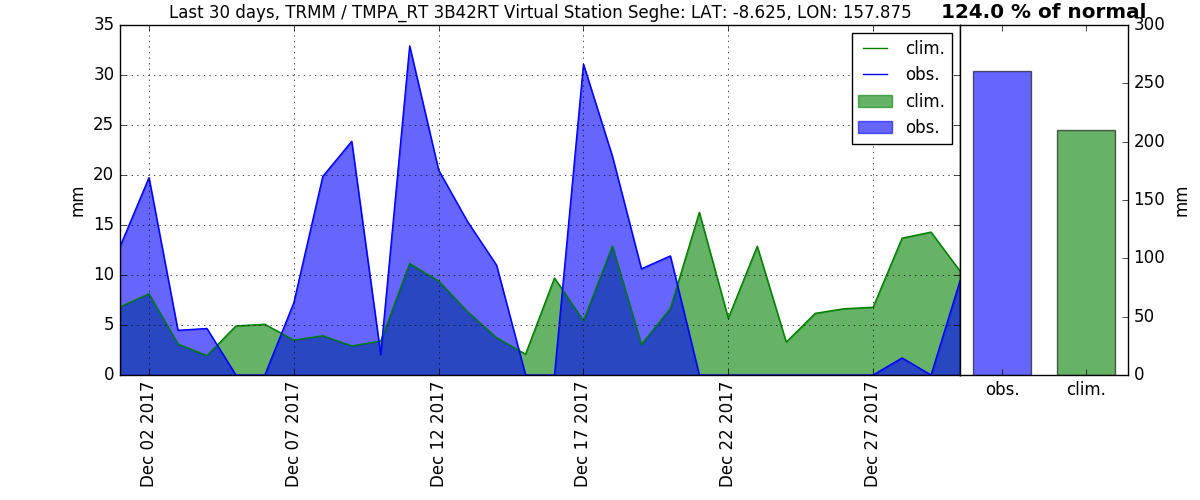 Last 30 days, TRMM / TMPA_RT 3B42RT Virtual Station Seghe: LAT: -8.625, LON: 157.875
124.0 % of normal
35
30
25
20
15
10
5
0
mm
clim.
obs.
clim.
obs.
Dec 02 2017
Dec 07 2017
Dec 12 2017
Dec 17 2017
Dec 22 2017
Dec 27 2017
300
250
200
150
100
50
0
mm
obs.
clim.